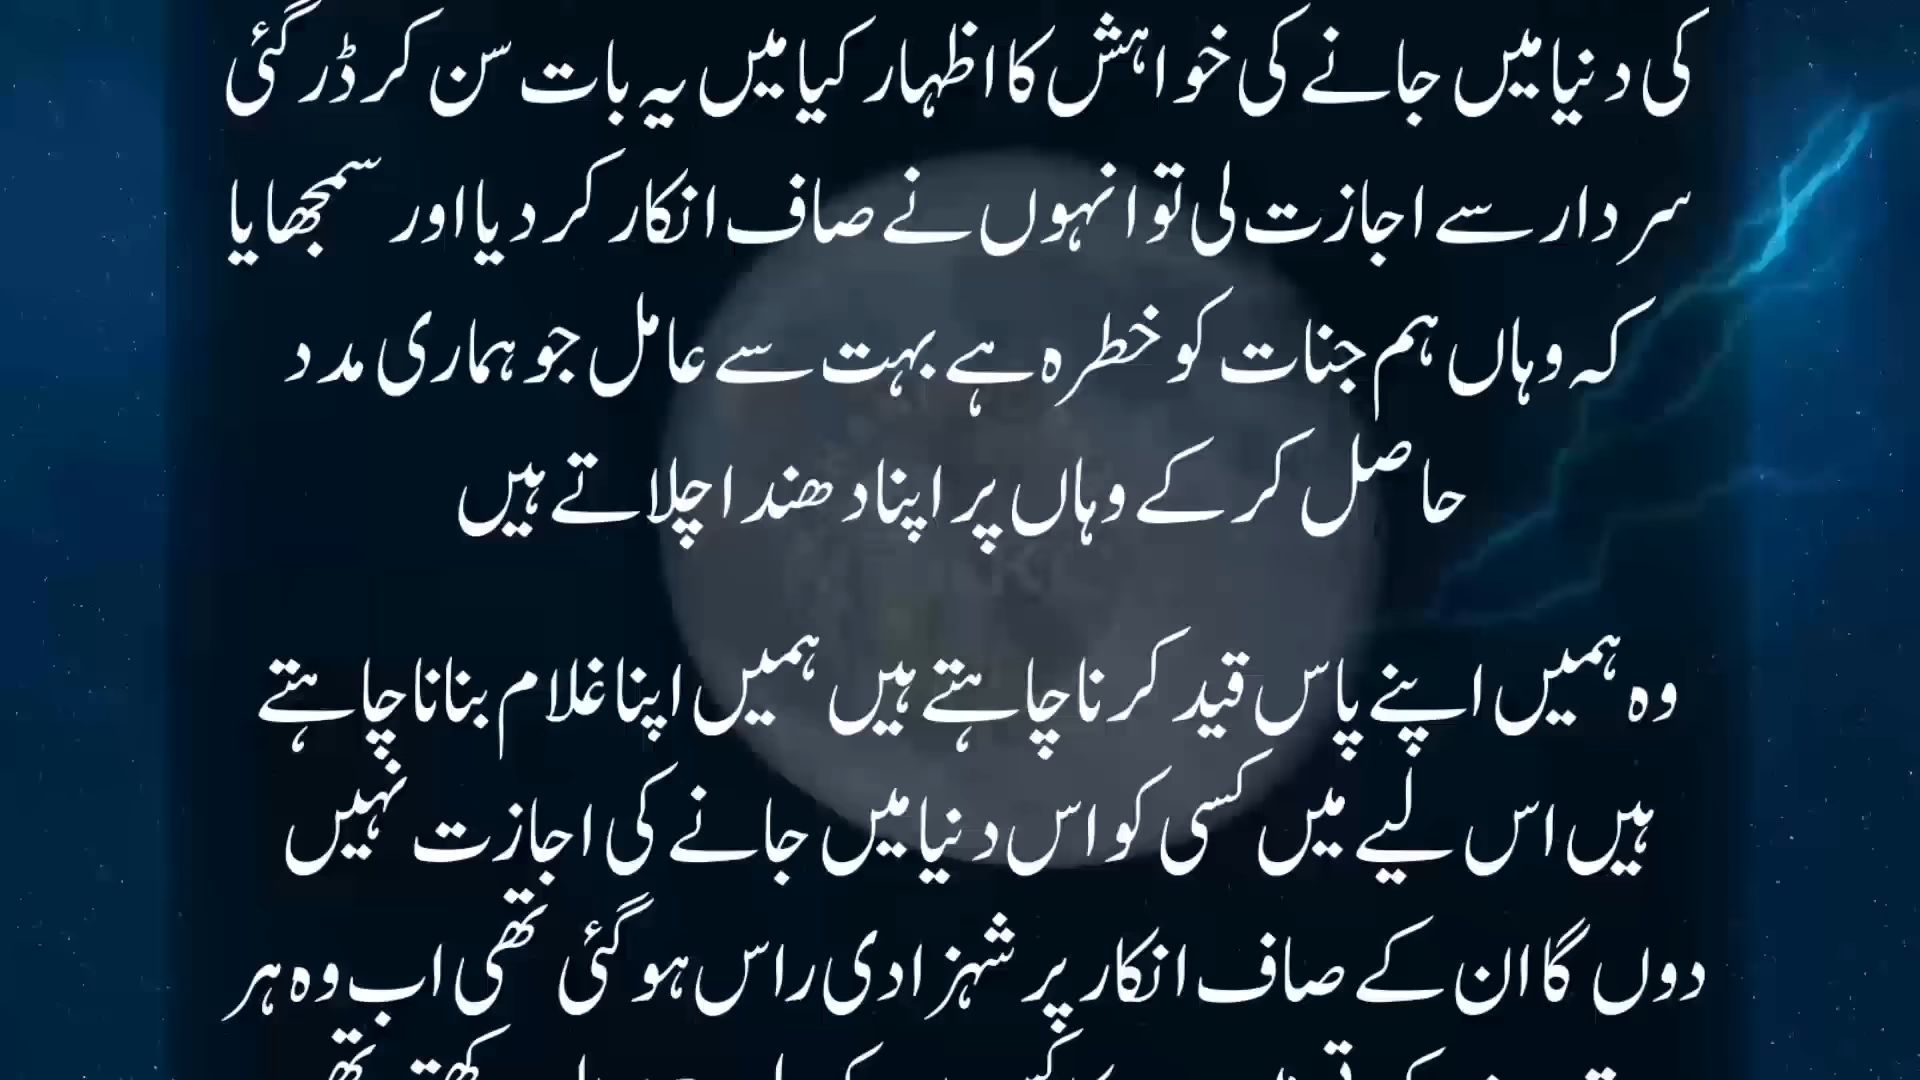 کی دنیا میں جانے کی خواہش کا اظہار کیا میں یہ بات سن کر ڈر گئی
سردار سے اجازت لی تو انہوں نے صاف انکار کر دیا اور سمجھایا
کہ وہاں ہم جنات کو خطرہ ہے بہت سے عامل جو ہماری مدد
حاصل کر کے وہاں پر اپنا دھندا چلاتے ہیں
وہ ہمیں اپنے پاس قید کرنا چاہتے ہیں ہمیں اپنا غلام بنانا چاہتے
ہیں اس لیے میں کسی کو اس دنیا میں جانے کی اجازت نہیں
دوں گا ان کے صاف انکار پر شہزادی راس ہو گئی تھی اب وہ ہر